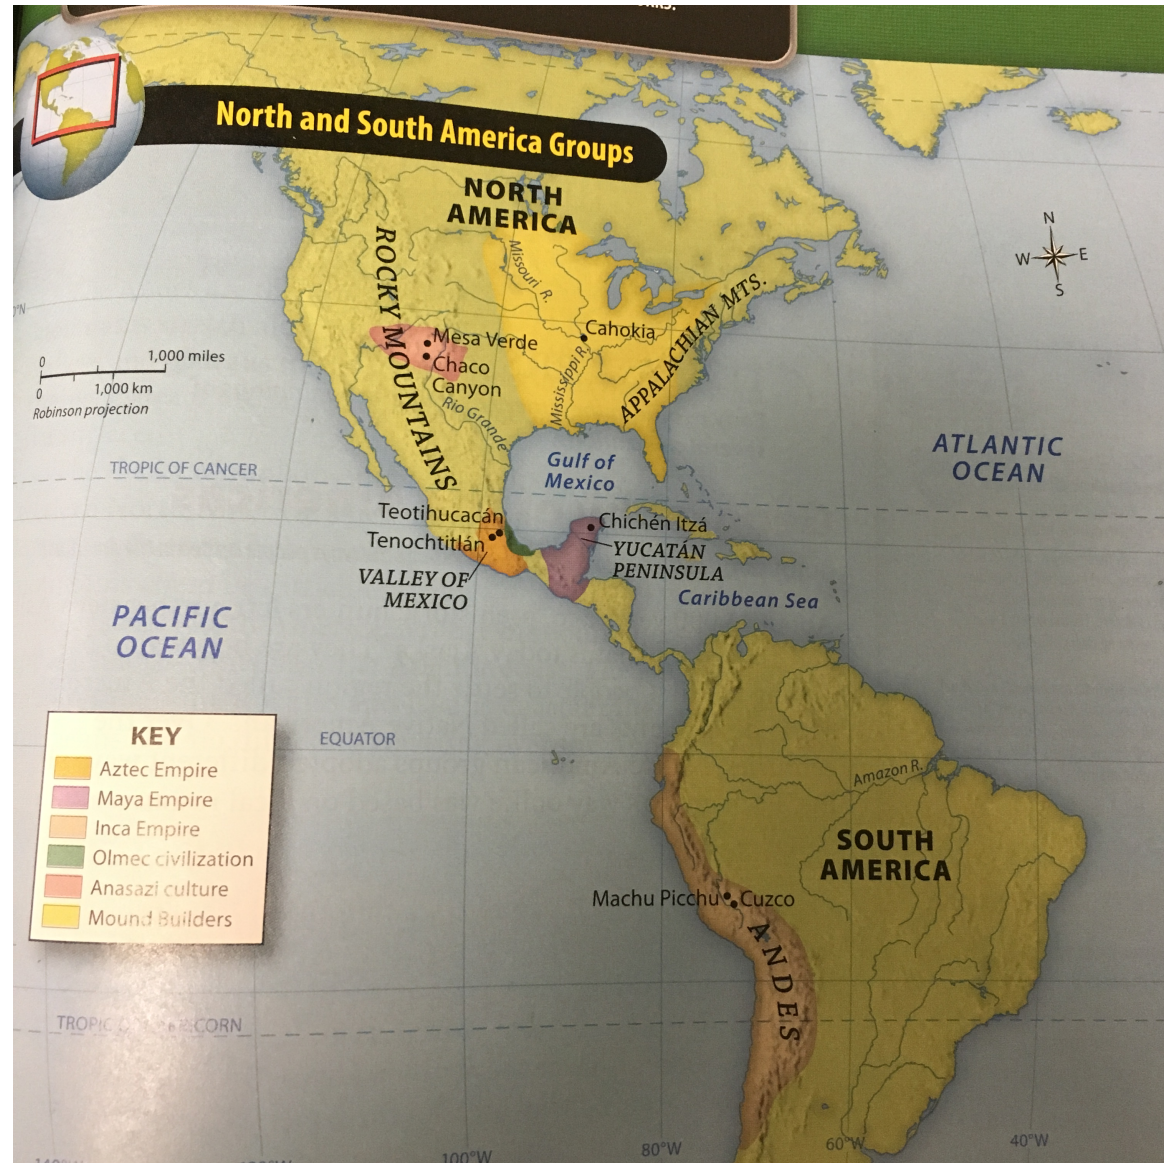 North and South America Groups
NORTH
AMERICA
N
W
E
S
ROCKY MOUNTAINS
Missouri R.
APPALACHIAN MTS.
Cahokia
Mesa Verde
Chaco
Canyon
Mississippi R.
Rio Grande
0
1,000 miles
0
1,000 km
Robinson projection
TROPIC OF CANCER
Gulf of
Mexico
ATLANTIC
OCEAN
Teotihucacán
Tenochtitlán
Chichén Itzá
YUCATÁN
PENINSULA
VALLEY OF
MEXICO
Caribbean Sea
PACIFIC
OCEAN
KEY
Aztec Empire
Maya Empire
Inca Empire
Olmec civilization
Anasazi culture
Mound Builders
EQUATOR
Amazon R.
SOUTH
AMERICA
Machu Picchu
Cuzco
ANDES
TROPIC
CORN
100°W
80°W
60°W
40°W